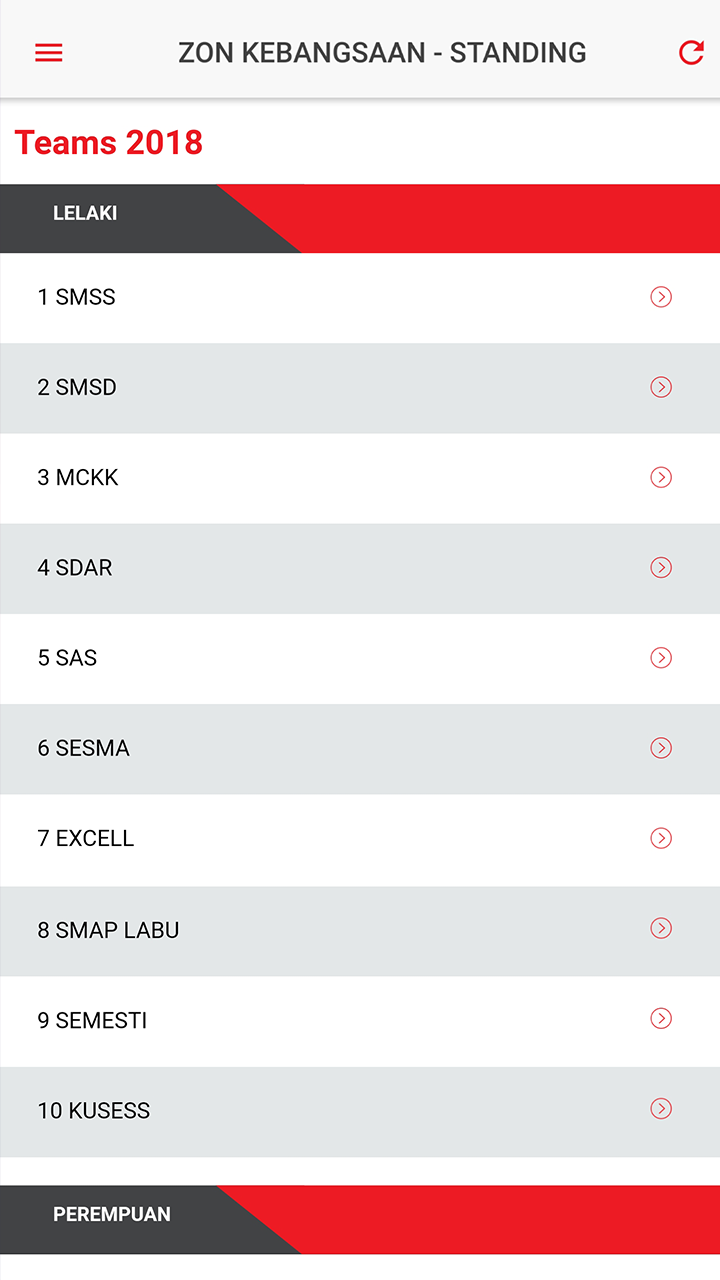 ZON KEBANGSAAN - STANDING
Teams 2018
LELAKI
1 SMSS
2 SMSD
3 MCKK
4 SDAR
5 SAS
6 SESMA
7 EXCELL
8 SMAP LABU
9 SEMESTI
10 KUSESS
PEREMPUAN